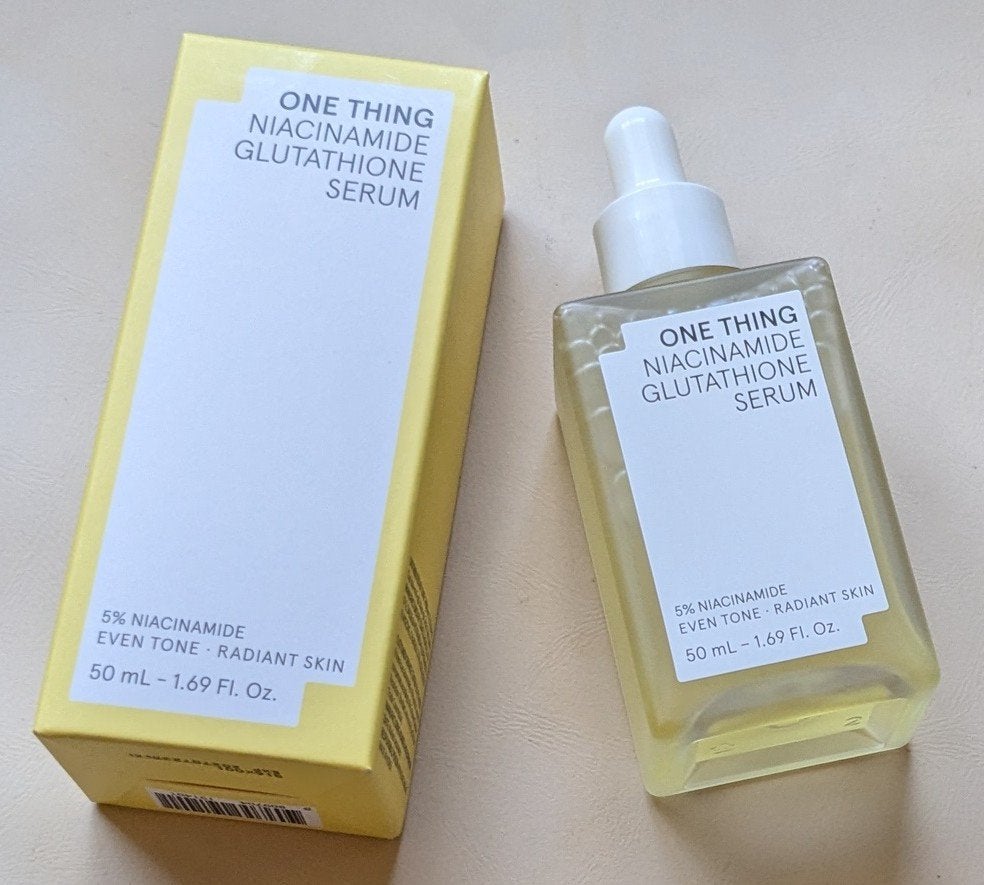 ONE THING
NIACINAMIDE
GLUTATHIONE
SERUM
5% NIACINAMIDE
EVEN TONE · RADIANT SKIN
50 mL – 1.69 Fl. Oz.
ONE THING
NIACINAMIDE
GLUTATHIONE
SERUM
5% NIACINAMIDE
EVEN TONE · RADIANT SKIN
50 mL – 1.69 Fl. Oz.
2